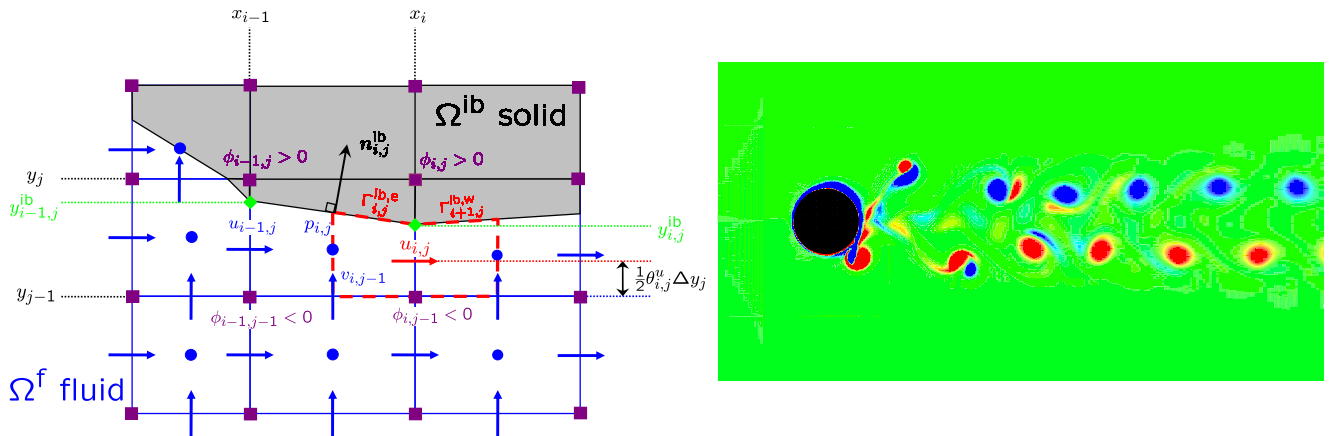 x_{i-1} x_i
Ω^{ib} solid
n^{ib}_{i,j}
ϕ_{i-1,j} > 0 ϕ_{i,j} > 0
y_j
Γ^{ib,e}_{i,j} Γ^{ib,w}_{i+1,j}
y^{ib}_{i-1,j}
u_{i-1,j} p_{i,j} y^{ib}_{i,j}
u_{i,j}
v_{i,j-1} ½θ^u_{i,j}Δy_j
y_{j-1}
ϕ_{i-1,j-1} < 0 ϕ_{i,j-1} < 0
Ω^f fluid